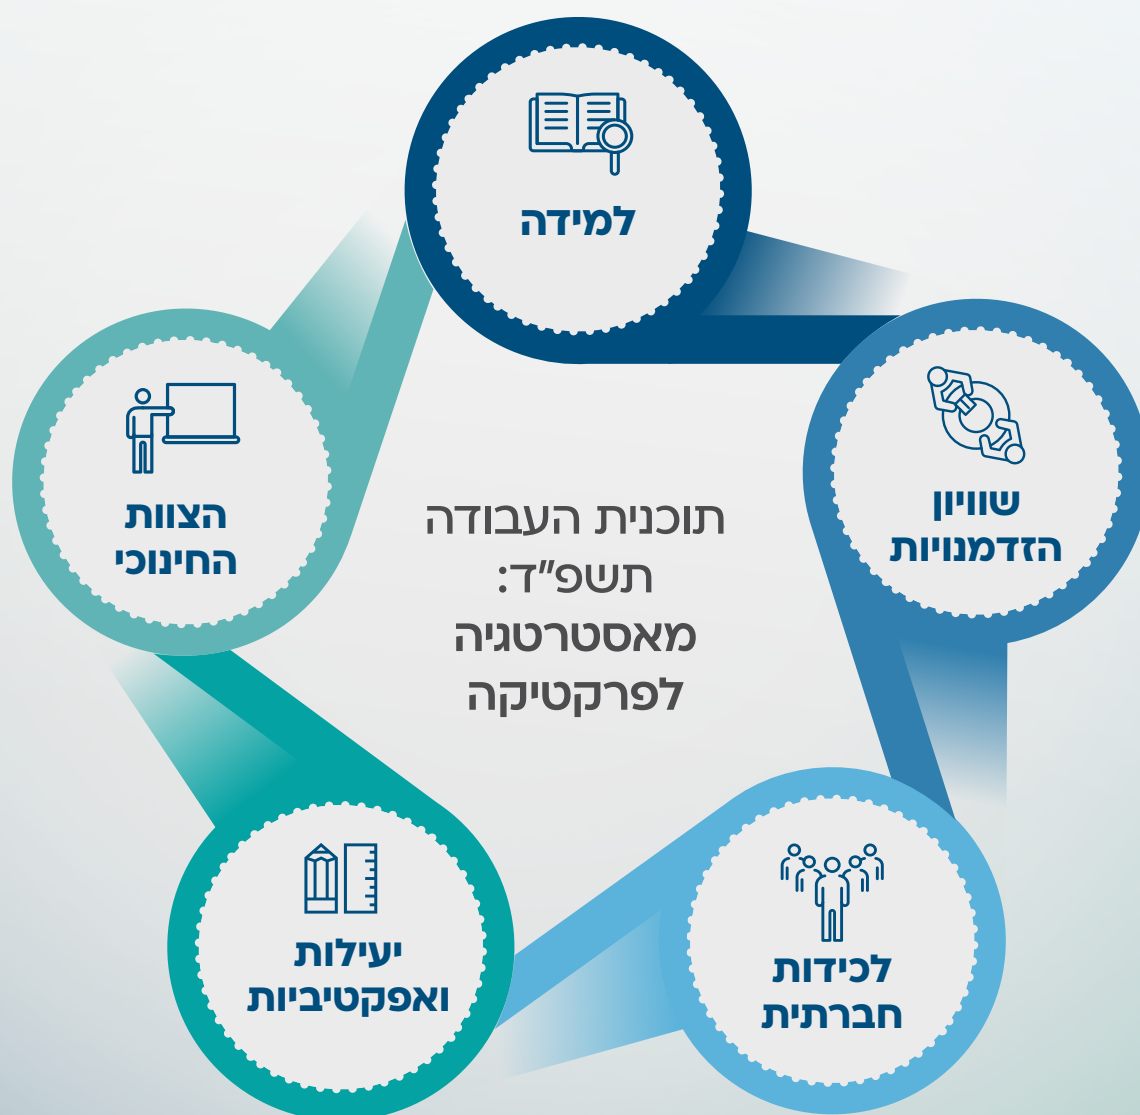 למידה
שוויון
הזדמנויות
לכידות
חברתית
יעילות
ואפקטיביות
הצוות
החינוכי
תוכנית העבודה
תשפ"ד:
מאסטרטגיה
לפרקטיקה